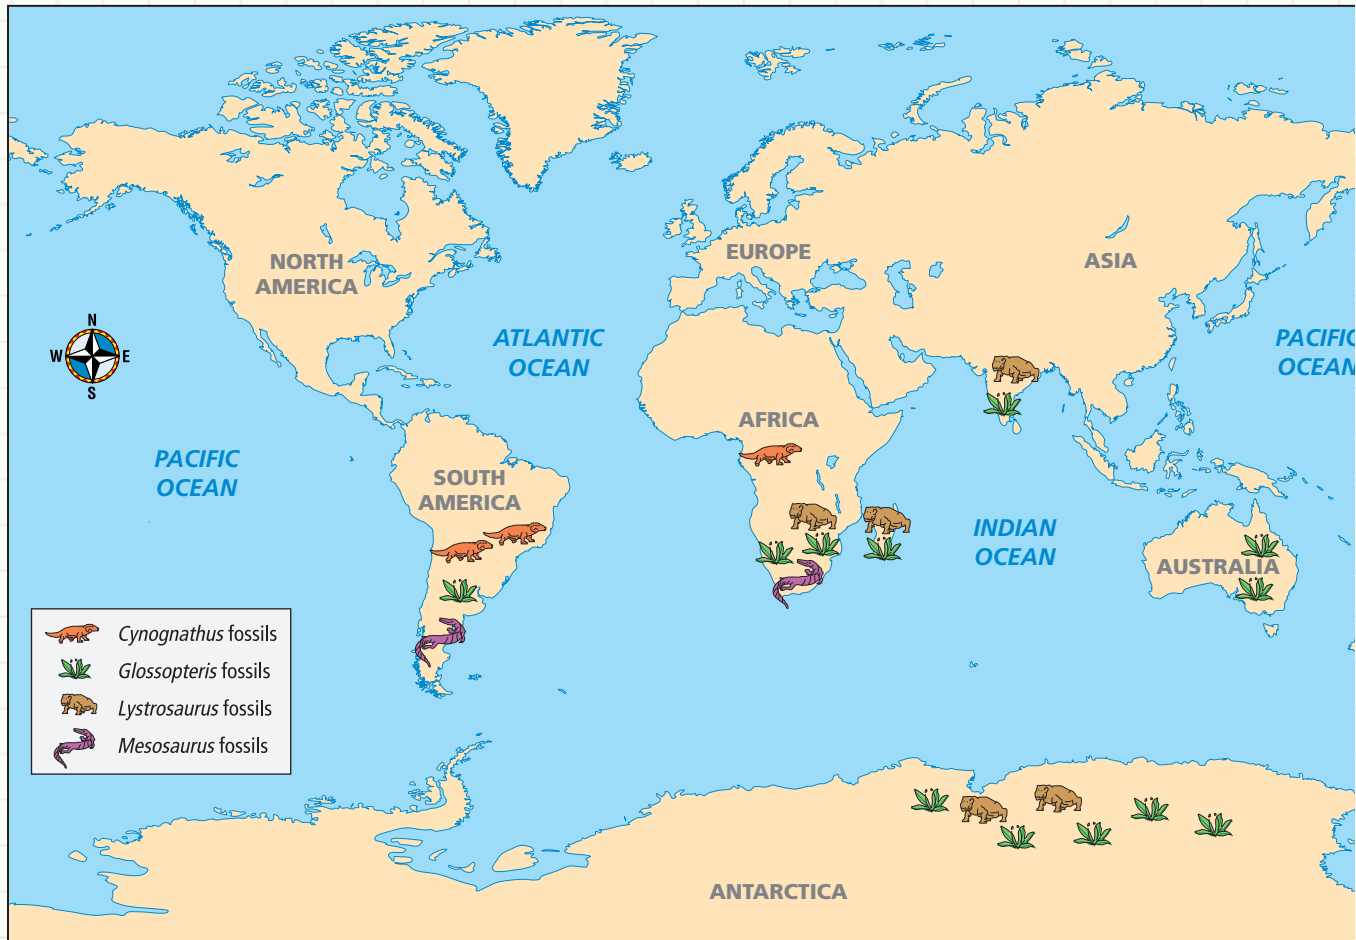 NORTH
AMERICA
EUROPE
ASIA
N
W E
S
ATLANTIC
OCEAN
PACIFIC
OCEAN
AFRICA
PACIFIC
OCEAN
SOUTH
AMERICA
INDIAN
OCEAN
AUSTRALIA
Cynognathus fossils
Glossopteris fossils
Lystrosaurus fossils
Mesosaurus fossils
ANTARCTICA